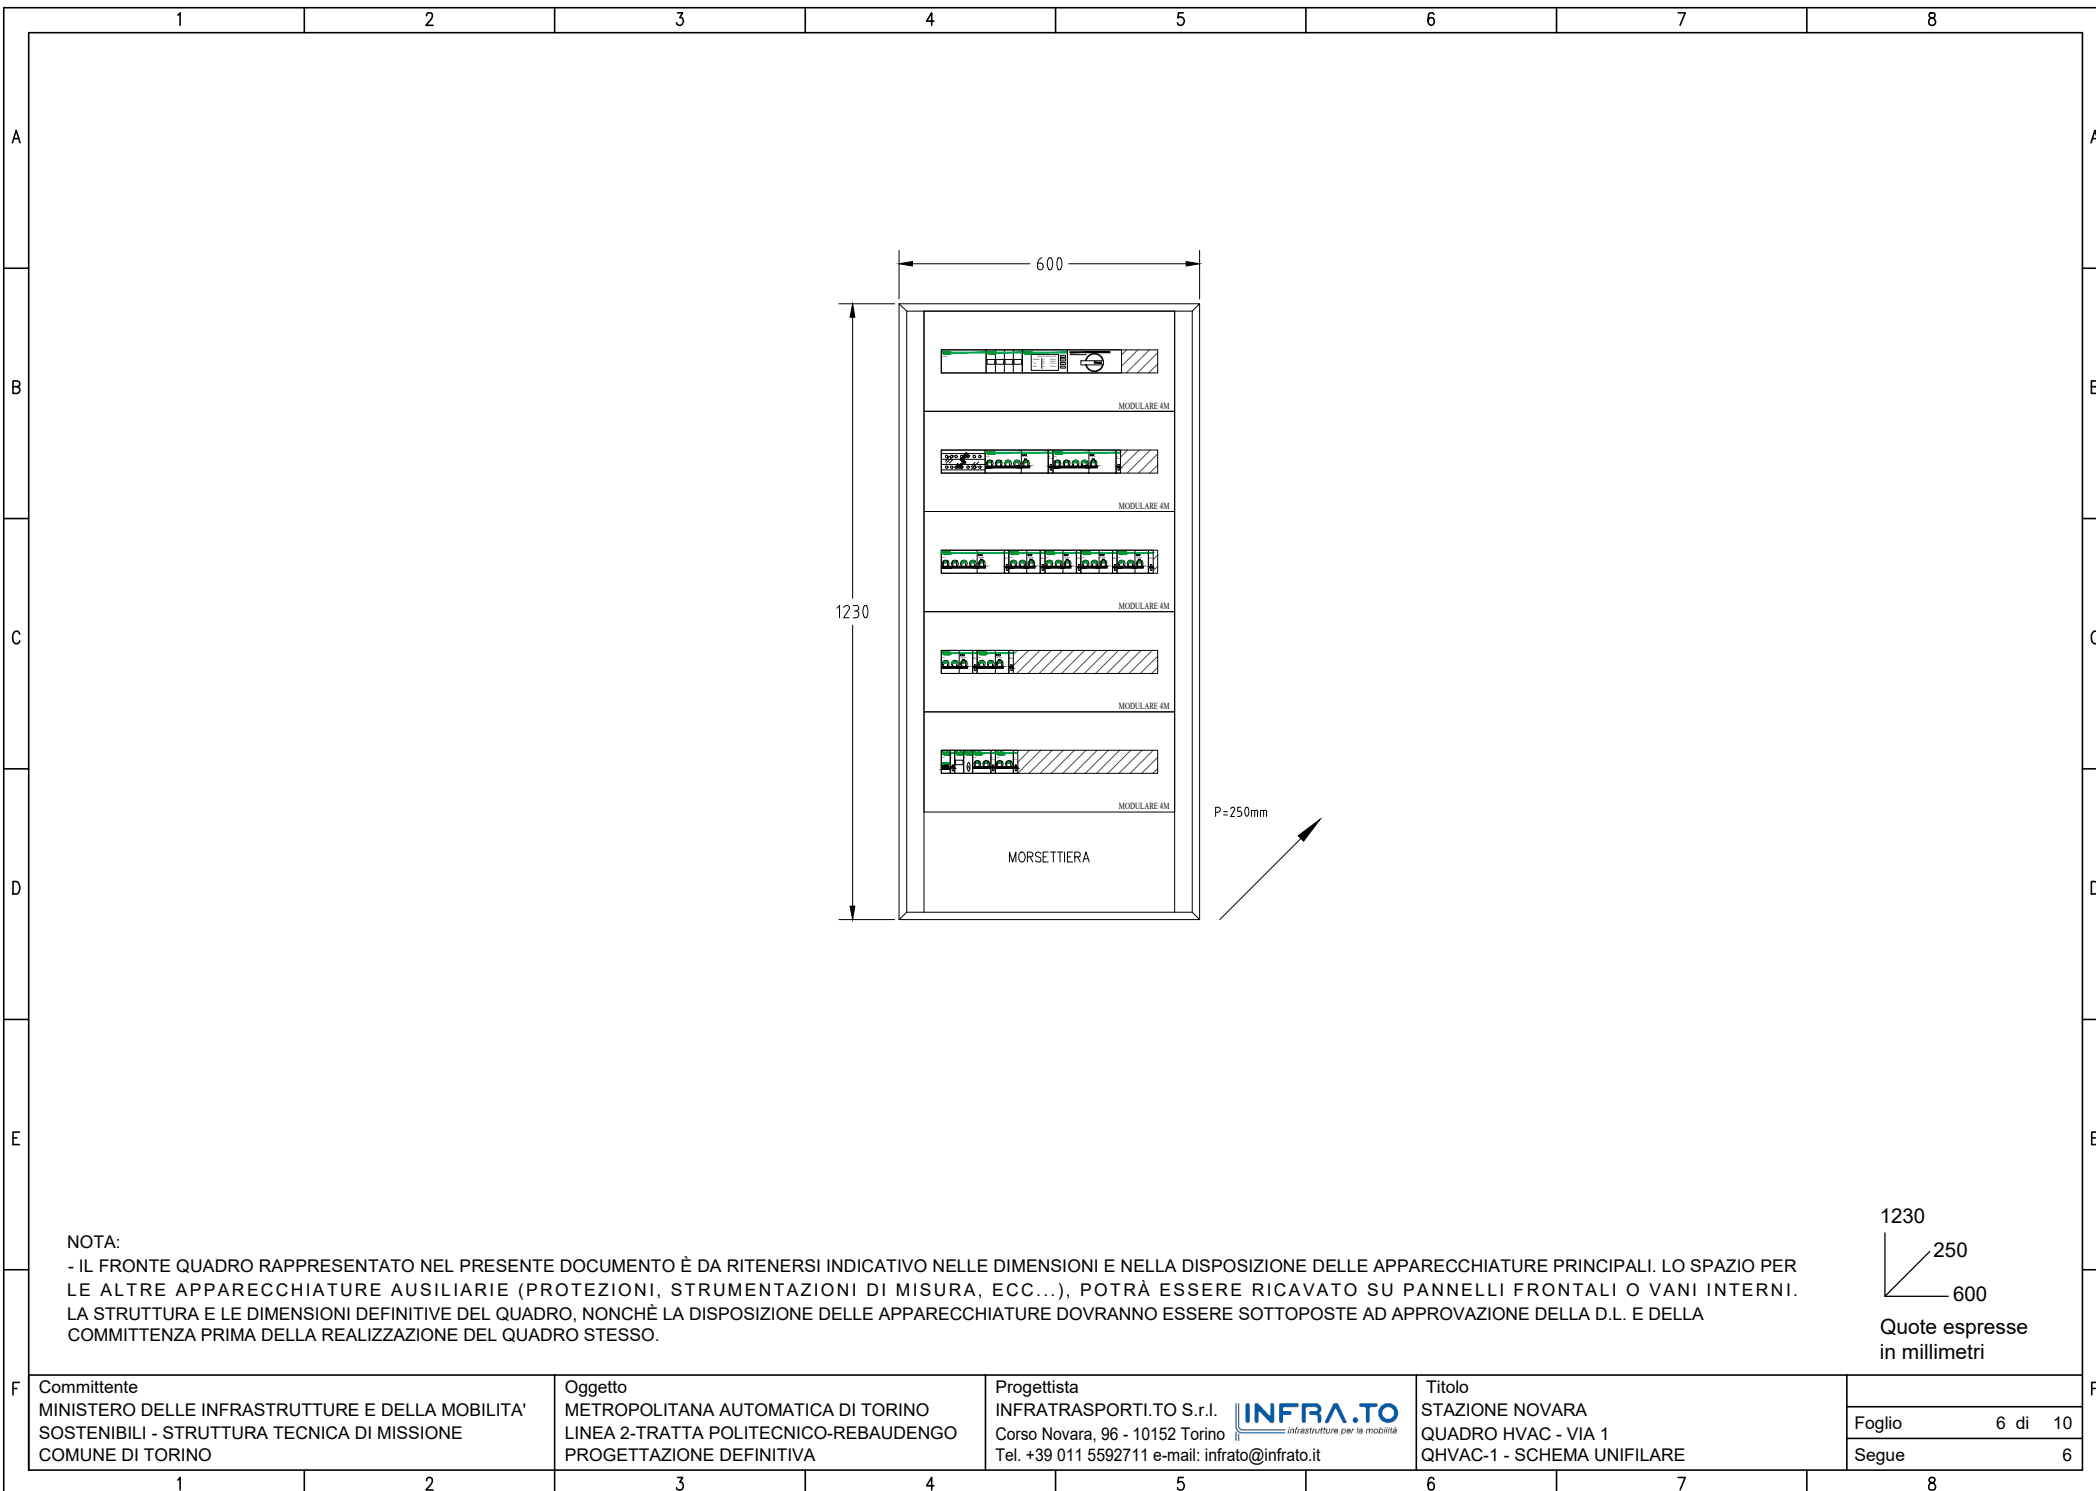 1 2 3 4 5 6 7 8
A A
600
B B
MODULARE 4M
MODULARE 4M
C C
1230
MODULARE 4M
MODULARE 4M
MODULARE 4M
P=250mm
MORSETTIERA
D D
E E
1230
250
600
Quote espresse
in millimetri
NOTA:
- IL FRONTE QUADRO RAPPRESENTATO NEL PRESENTE DOCUMENTO È DA RITENERSI INDICATIVO NELLE DIMENSIONI E NELLA DISPOSIZIONE DELLE APPARECCHIATURE PRINCIPALI. LO SPAZIO PER
LE ALTRE APPARECCHIATURE AUSILIARIE (PROTEZIONI, STRUMENTAZIONI DI MISURA, ECC...), POTRÀ ESSERE RICAVATO SU PANNELLI FRONTALI O VANI INTERNI.
LA STRUTTURA E LE DIMENSIONI DEFINITIVE DEL QUADRO, NONCHÈ LA DISPOSIZIONE DELLE APPARECCHIATURE DOVRANNO ESSERE SOTTOPOSTE AD APPROVAZIONE DELLA D.L. E DELLA
COMMITTENZA PRIMA DELLA REALIZZAZIONE DEL QUADRO STESSO.
F F
Committente
MINISTERO DELLE INFRASTRUTTURE E DELLA MOBILITA'
SOSTENIBILI - STRUTTURA TECNICA DI MISSIONE
COMUNE DI TORINO
Oggetto
METROPOLITANA AUTOMATICA DI TORINO
LINEA 2-TRATTA POLITECNICO-REBAUDENGO
PROGETTAZIONE DEFINITIVA
Progettista
INFRATRASPORTI.TO S.r.l.
Corso Novara, 96 - 10152 Torino
Tel. +39 011 5592711 e-mail: infrato@infrato.it
INFRA.TO
infrastrutture per la mobilità
Titolo
STAZIONE NOVARA
QUADRO HVAC - VIA 1
QHVAC-1 - SCHEMA UNIFILARE
Foglio 6 di 10
Segue 6
1 2 3 4 5 6 7 8